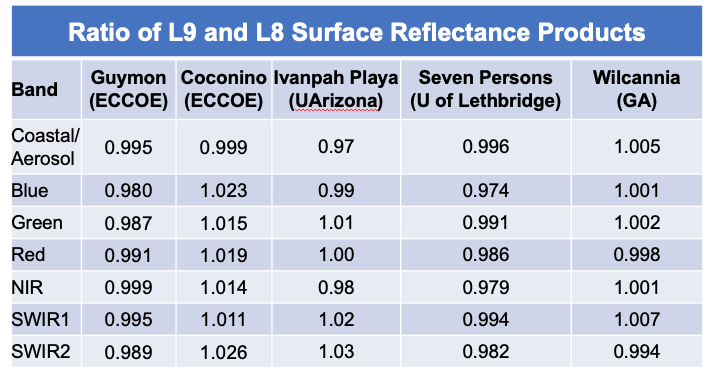 Ratio of L9 and L8 Surface Reflectance Products
Band Guymon (ECCOE) Coconino (ECCOE) Ivanpah Playa (UArizona) Seven Persons (U of Lethbridge) Wilcannia (GA)
Coastal/ Aerosol 0.995 0.999 0.97 0.996 1.005
Blue 0.980 1.023 0.99 0.974 1.001
Green 0.987 1.015 1.01 0.991 1.002
Red 0.991 1.019 1.00 0.986 0.998
NIR 0.999 1.014 0.98 0.979 1.001
SWIR1 0.995 1.011 1.02 0.994 1.007
SWIR2 0.989 1.026 1.03 0.982 0.994